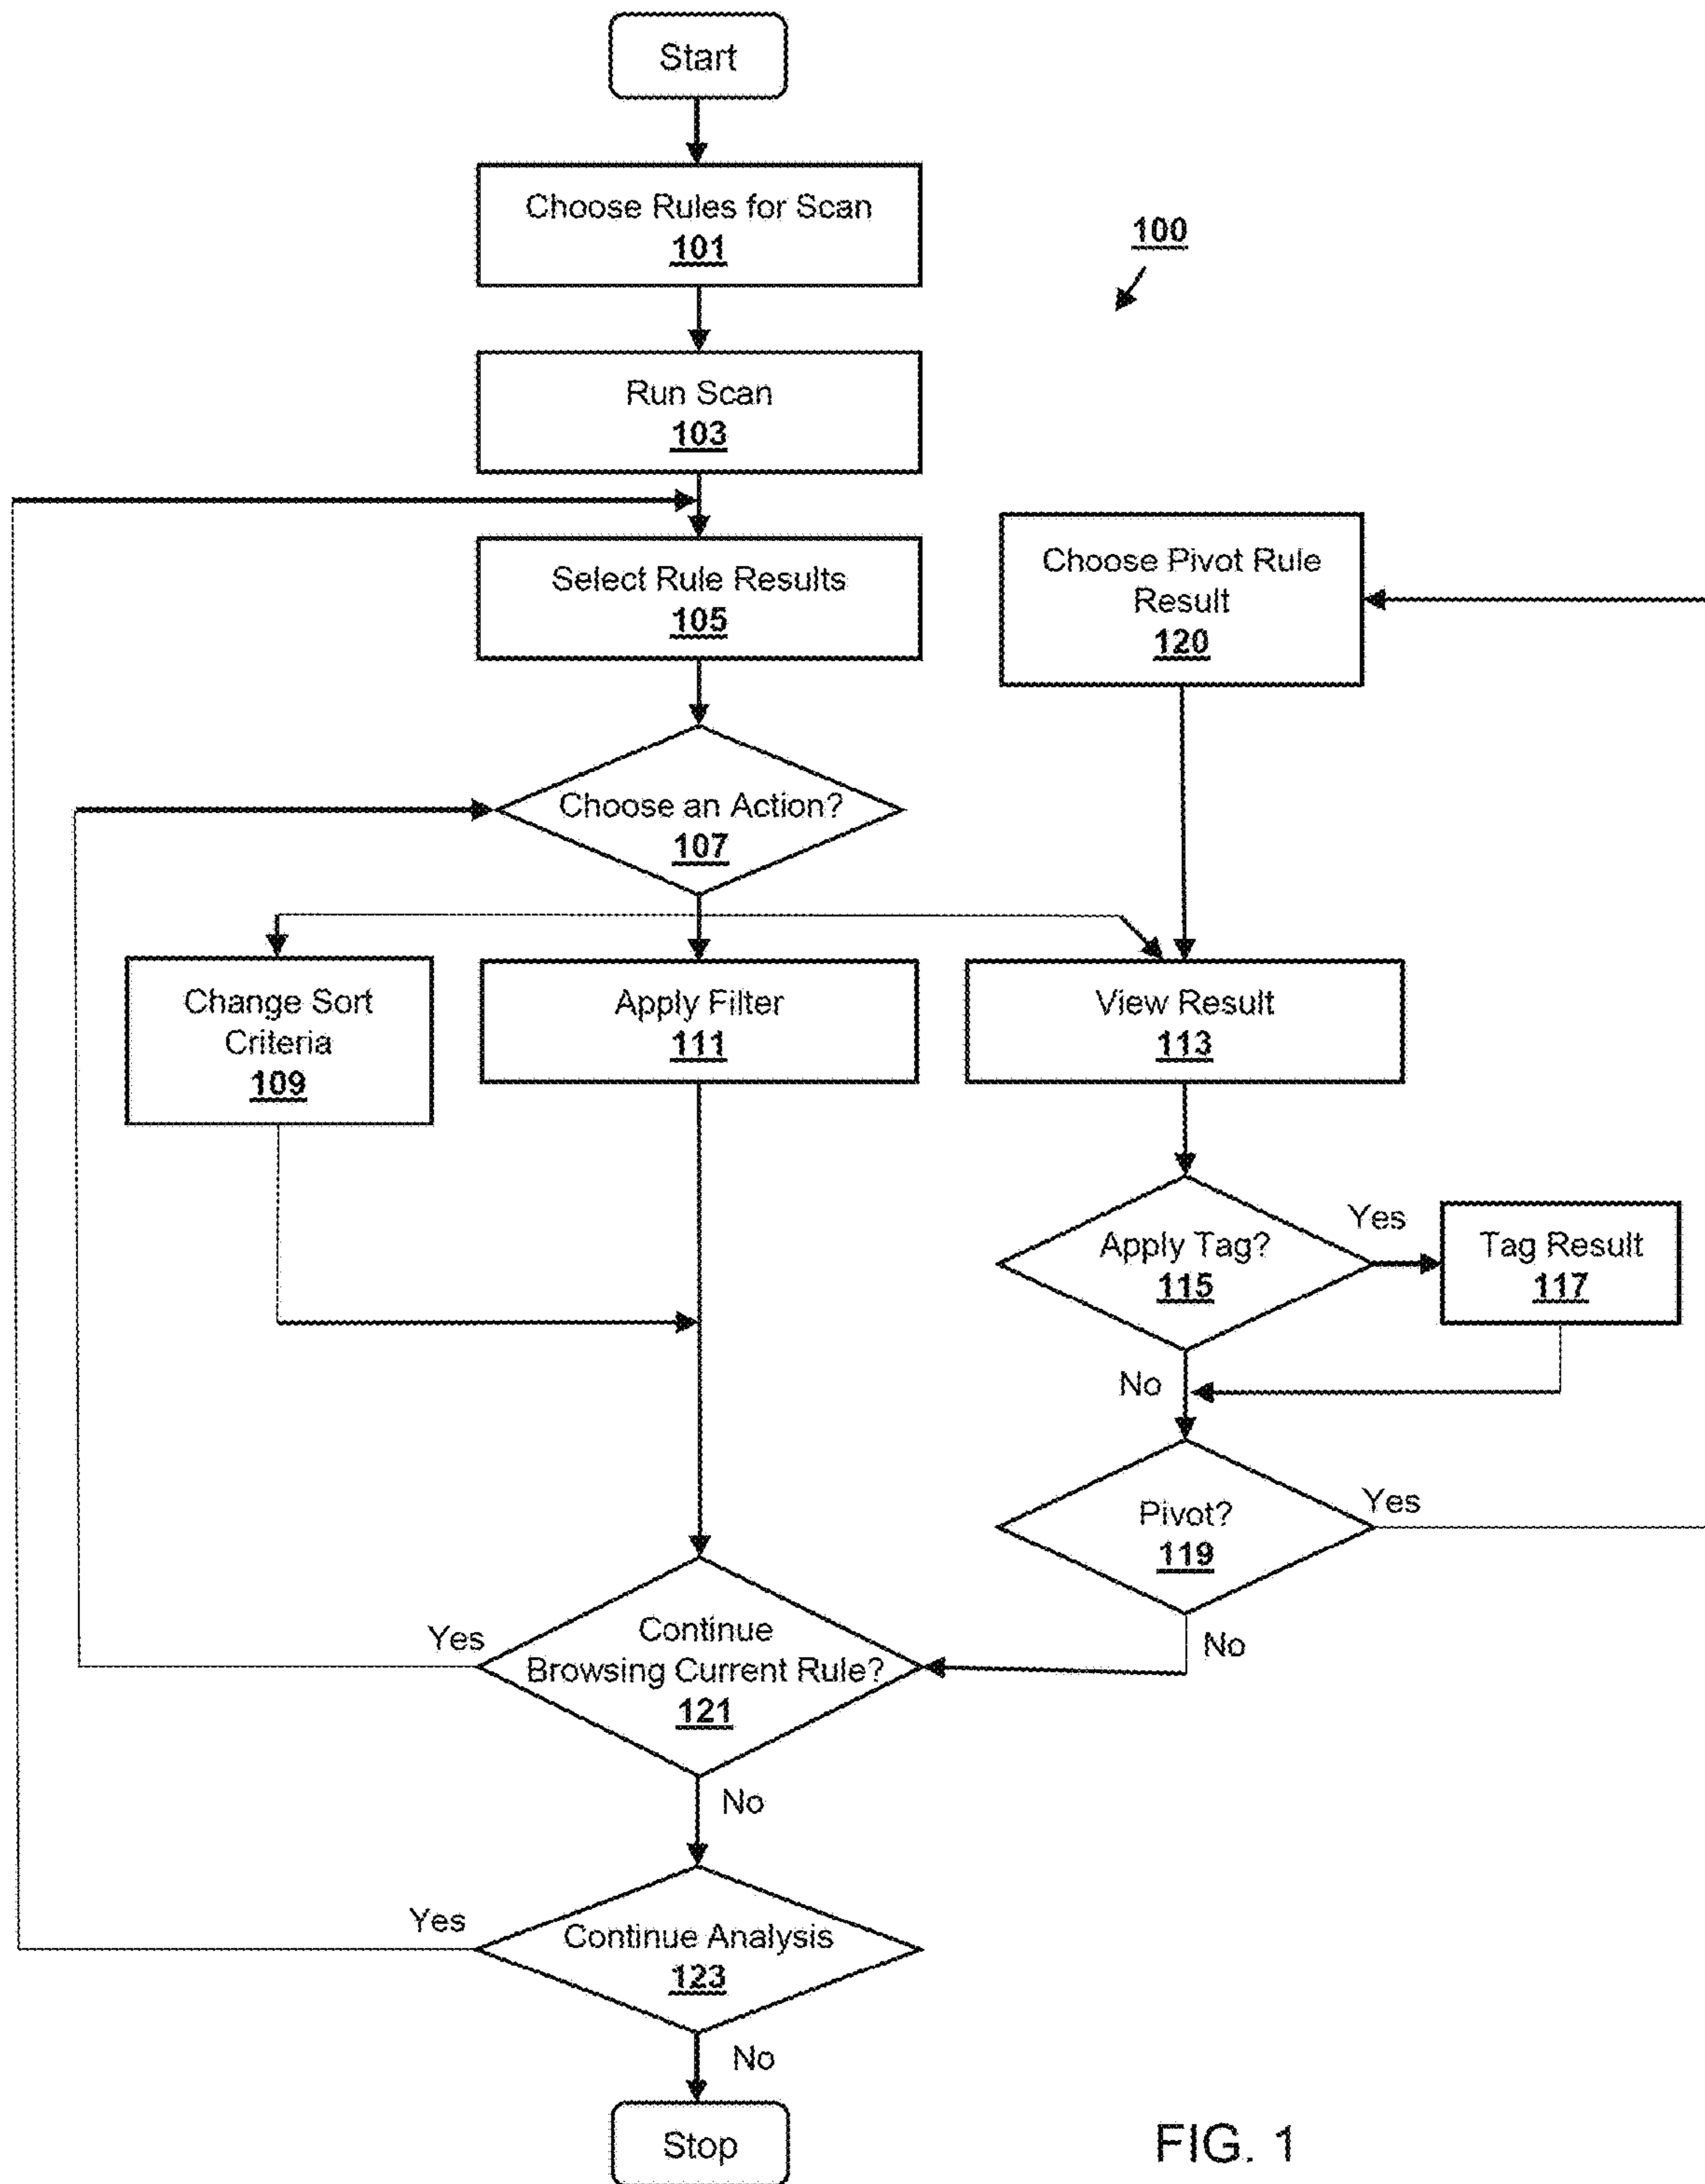 Start
Choose Rules for Scan
101
100
Run Scan
103
Select Rule Results
105
Choose Pivot Rule
Result
120
Choose an Action?
107
Change Sort
Criteria
109
Apply Filter
111
View Result
113
Apply Tag?
115
Yes
Tag Result
117
No
Pivot?
119
Yes
No
Continue
Browsing Current Rule?
121
Yes
No
Continue Analysis
123
Yes
No
Stop
FIG. 1